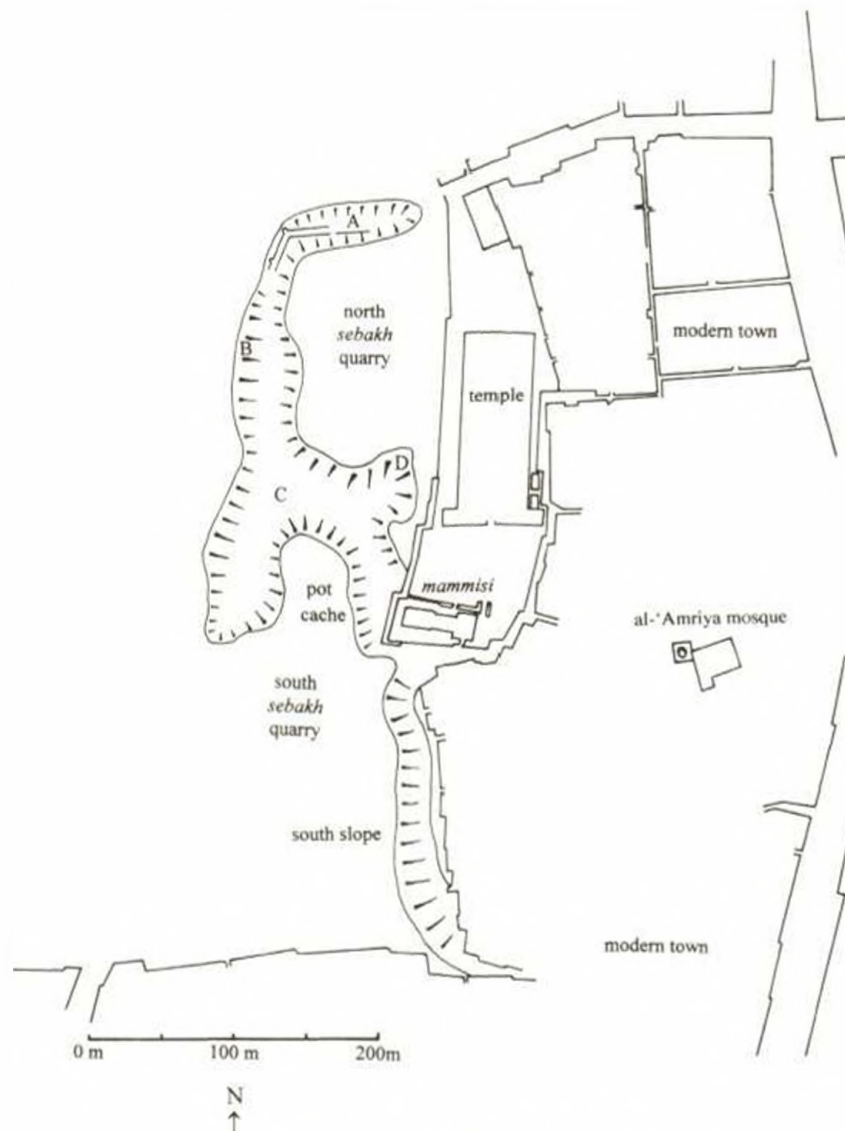 A
north
sebakh
quarry
modern town
B
temple
D
C
mammisi
pot
cache
al-‘Amriya mosque
south
sebakh
quarry
south slope
modern town
0 m 100 m 200m
N